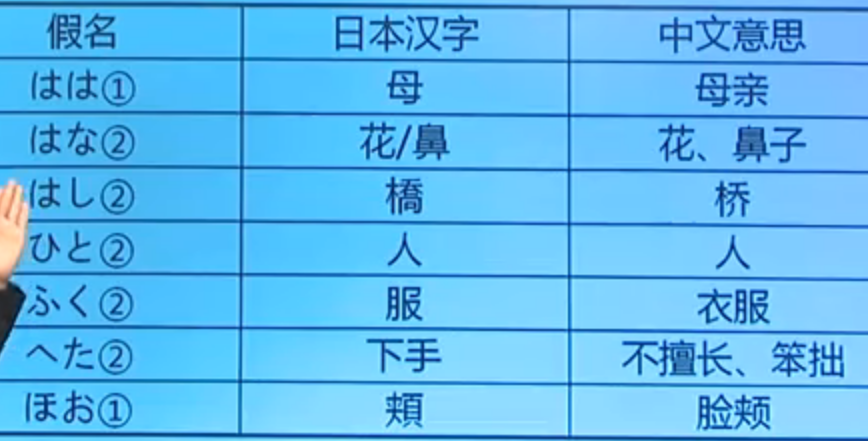 假名 日本汉字 中文意思
はは① 母 母亲
はな② 花/鼻 花、鼻子
はし② 橋 桥
ひと② 人 人
ふく② 服 衣服
へた② 下手 不擅长、笨拙
ほお① 頬 脸颊